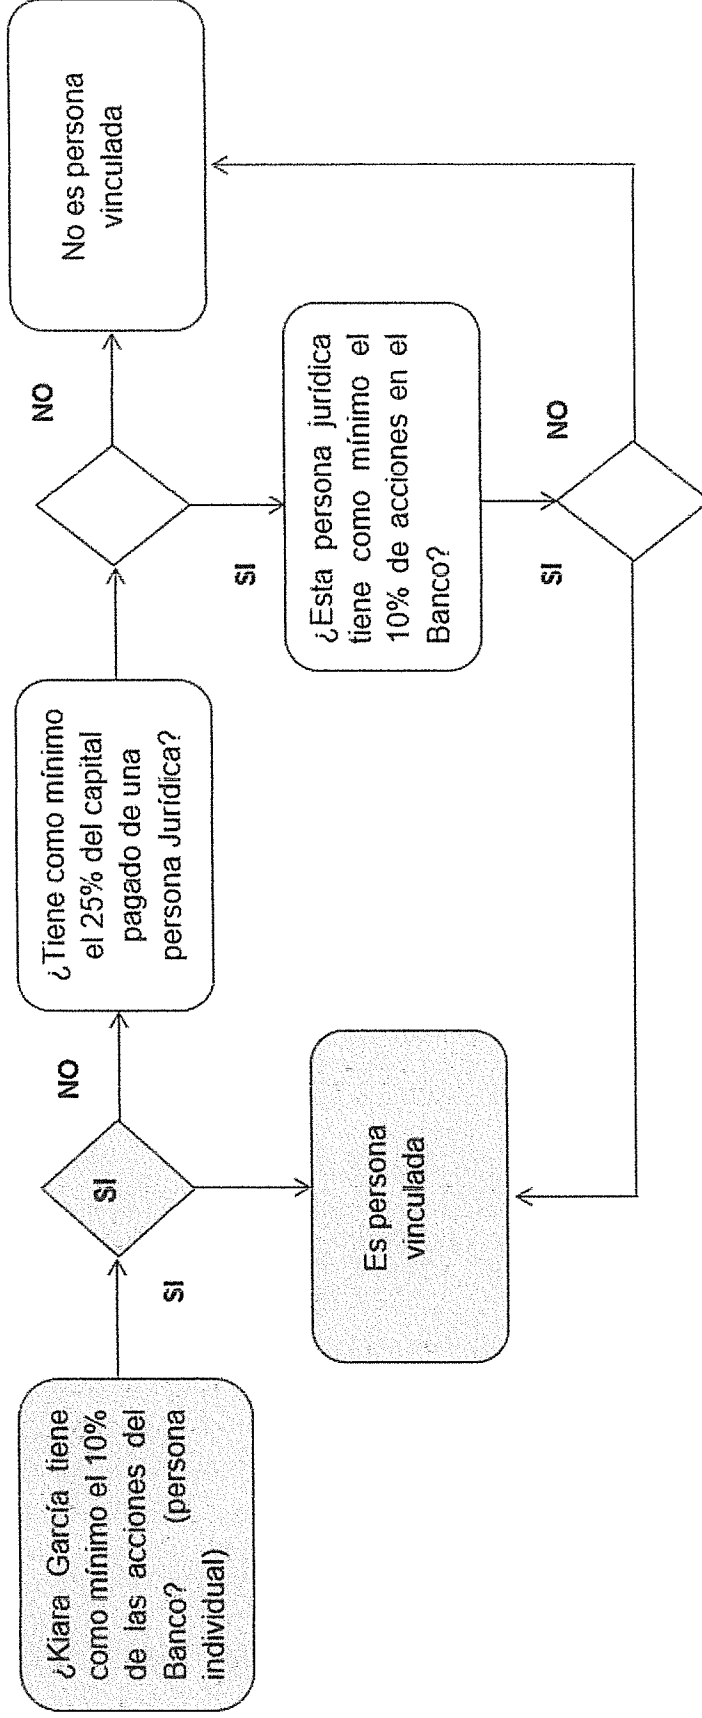 ¿Kiara García tiene
como mínimo el 10%
de las acciones del
Banco? (persona
individual)
SI
SI
NO
Es persona
vinculada
¿Tiene como mínimo
el 25% del capital
pagado de una
persona Jurídica?
NO
SI
¿Esta persona jurídica
tiene como mínimo el
10% de acciones en el
Banco?
SI
NO
No es persona
vinculada